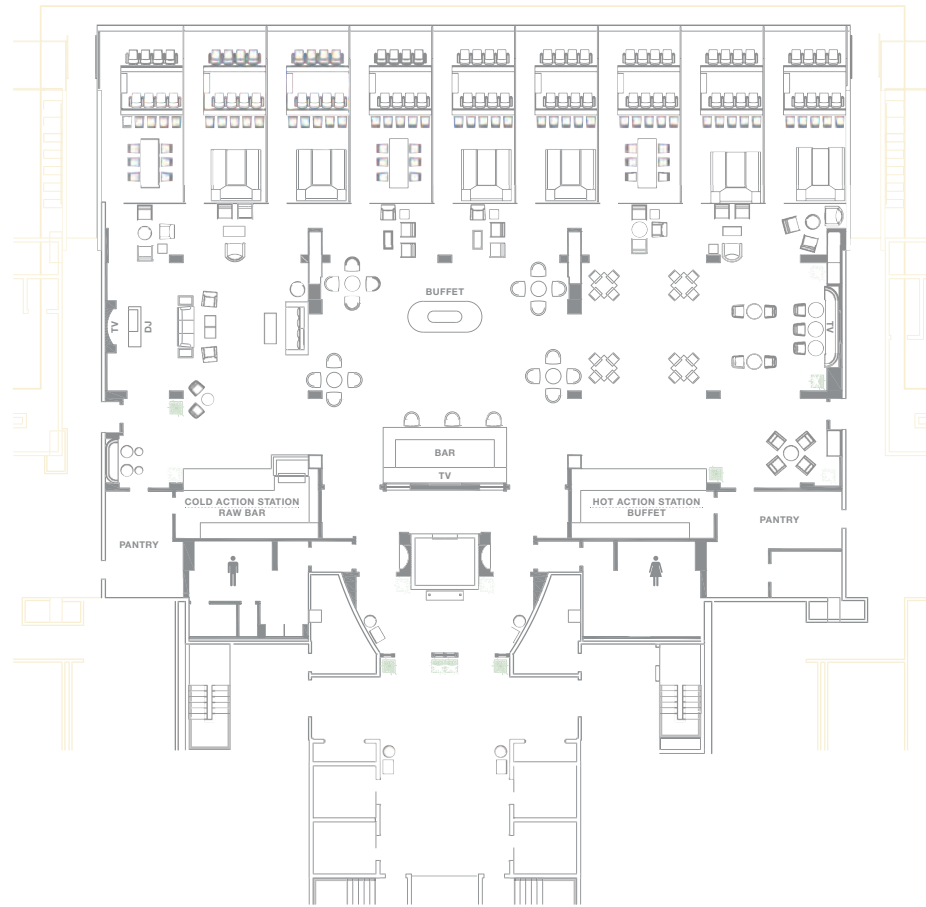 BUFFET
TV
DJ
TV
BAR
TV
COLD ACTION STATION
RAW BAR
HOT ACTION STATION
BUFFET
PANTRY
PANTRY